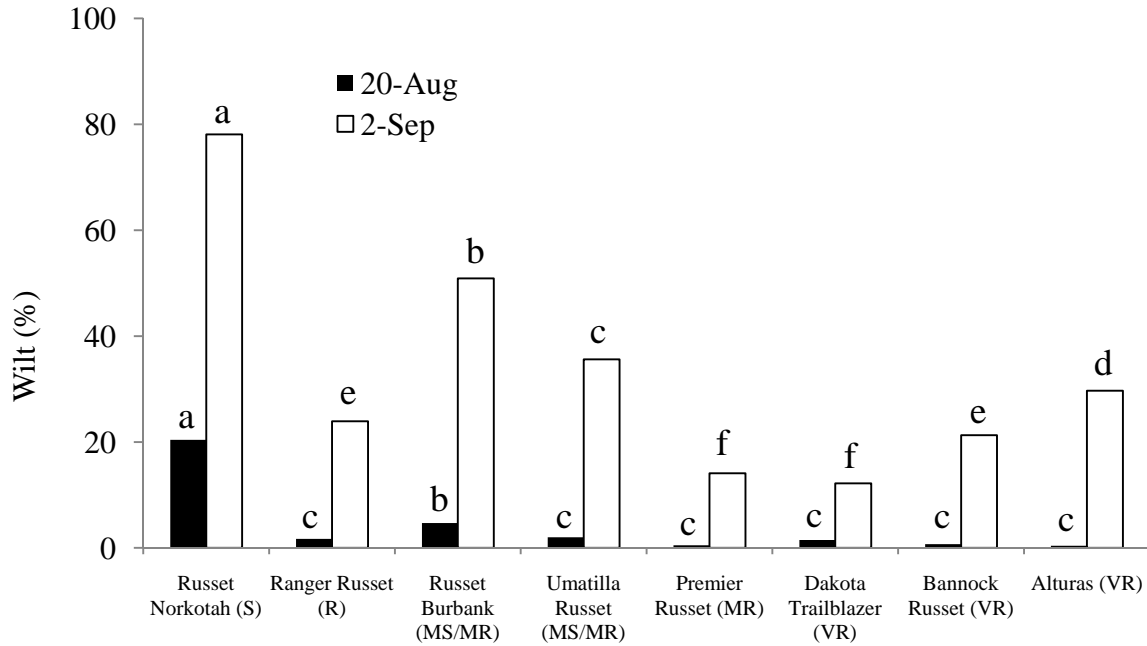 100
80
60
40
20
0
Wilt (%)
20-Aug
2-Sep
a
a
c
e
b
b
c
c
c
f
c
f
c
e
c
d
Russet
Norkotah (S)
Ranger Russet
(R)
Russet
Burbank
(MS/MR)
Umatilla
Russet
(MS/MR)
Premier
Russet (MR)
Dakota
Trailblazer
(VR)
Bannock
Russet (VR)
Alturas (VR)